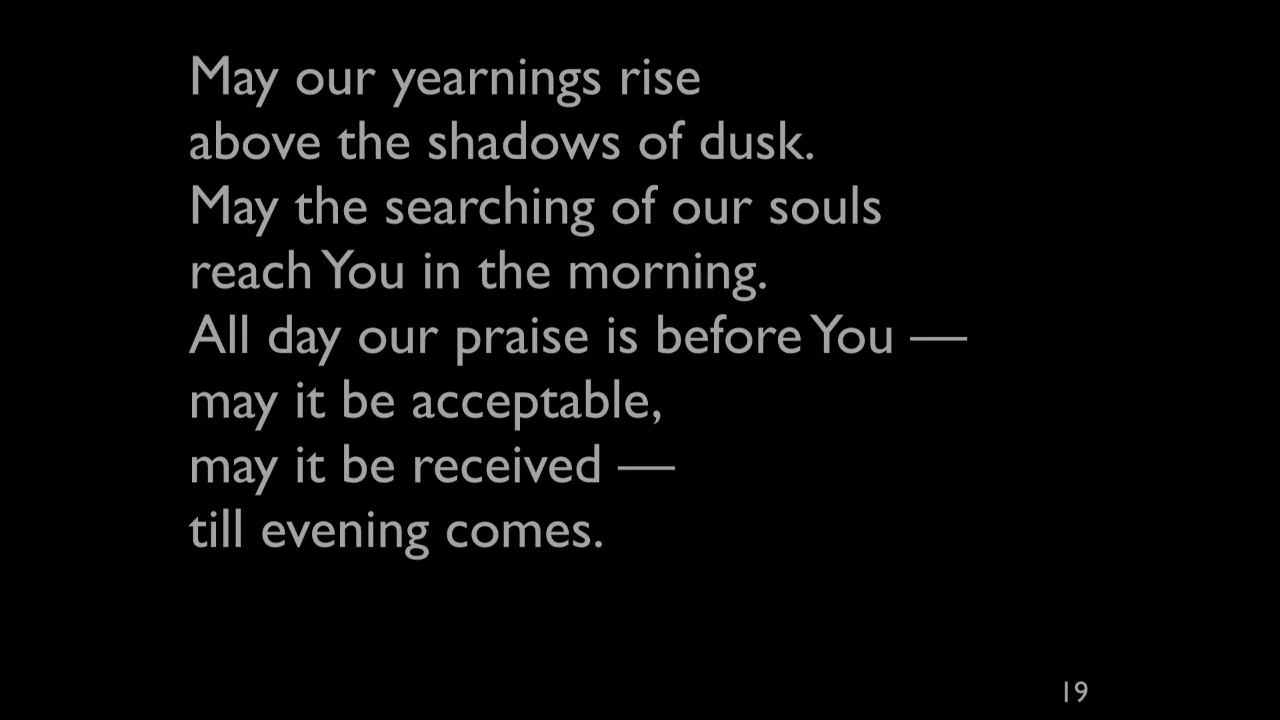 May our yearnings rise
above the shadows of dusk.
May the searching of our souls
reach You in the morning.
All day our praise is before You —
may it be acceptable,
may it be received —
till evening comes.
19